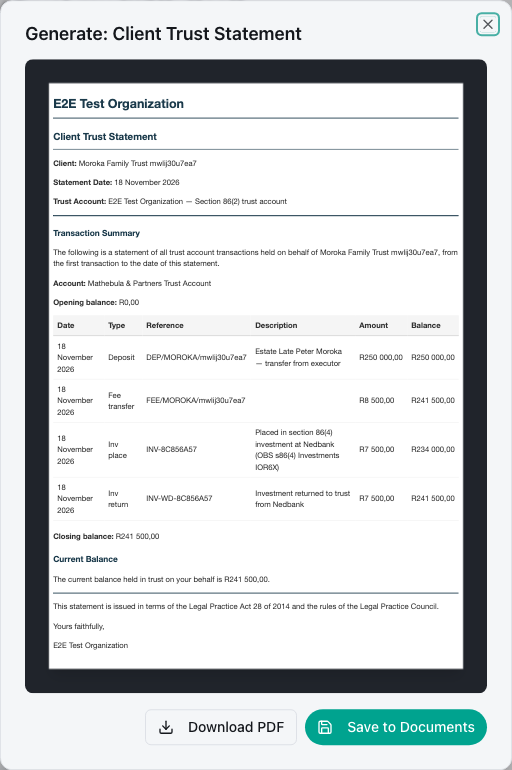 Generate: Client Trust Statement
E2E Test Organization
Client Trust Statement
Client: Moroka Family Trust mwlij30u7ea7
Statement Date: 18 November 2026
Trust Account: E2E Test Organization — Section 86(2) trust account
Transaction Summary
The following is a statement of all trust account transactions held on behalf of Moroka Family Trust mwlij30u7ea7, from
the first transaction to the date of this statement.
Account: Mathebula & Partners Trust Account
Opening balance: R0,00
Date Type Reference Description Amount Balance
18 November 2026 Deposit DEP/MOROKA/mwlij30u7ea7 Estate Late Peter Moroka — transfer from executor R250 000,00 R250 000,00
18 November 2026 Fee transfer FEE/MOROKA/mwlij30u7ea7 R8 500,00 R241 500,00
18 November 2026 Inv place INV-8C856A57 Placed in section 86(4) investment at Nedbank (OBS s86(4) Investments IOR6X) R7 500,00 R234 000,00
18 November 2026 Inv return INV-WD-8C856A57 Investment returned to trust from Nedbank R7 500,00 R241 500,00
Closing balance: R241 500,00
Current Balance
The current balance held in trust on your behalf is R241 500,00.
This statement is issued in terms of the Legal Practice Act 28 of 2014 and the rules of the Legal Practice Council.
Yours faithfully,
E2E Test Organization
Download PDF
Save to Documents